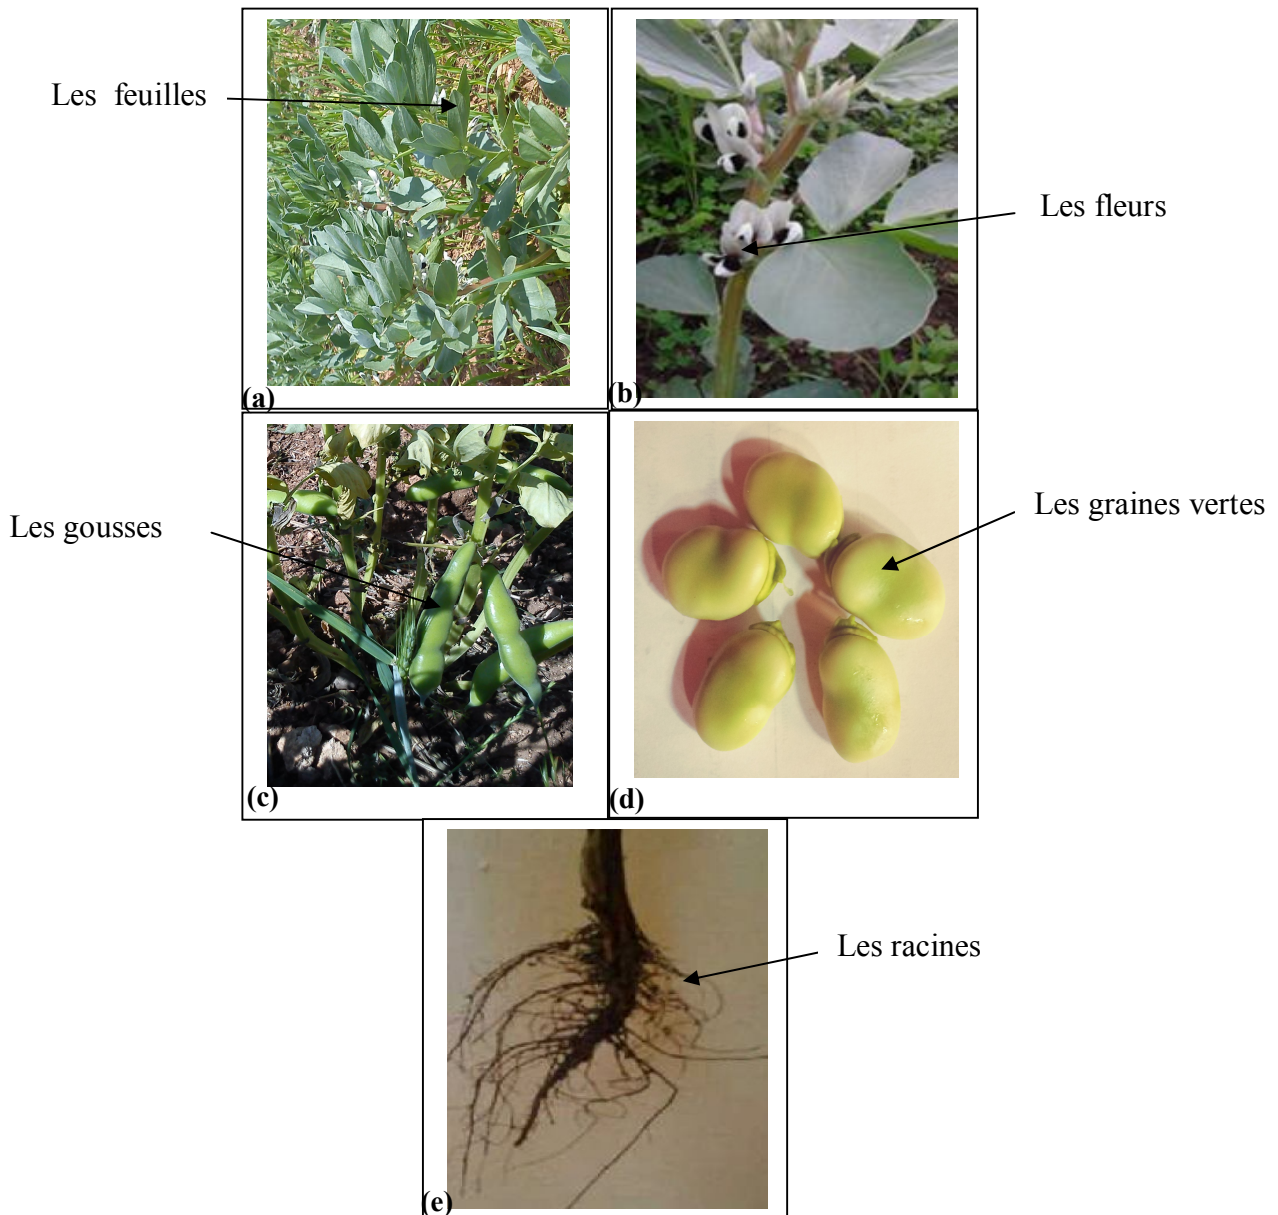 Les feuilles
Les fleurs
(a)
(b)
Les gousses
Les graines vertes
(c)
(d)
Les racines
(e)